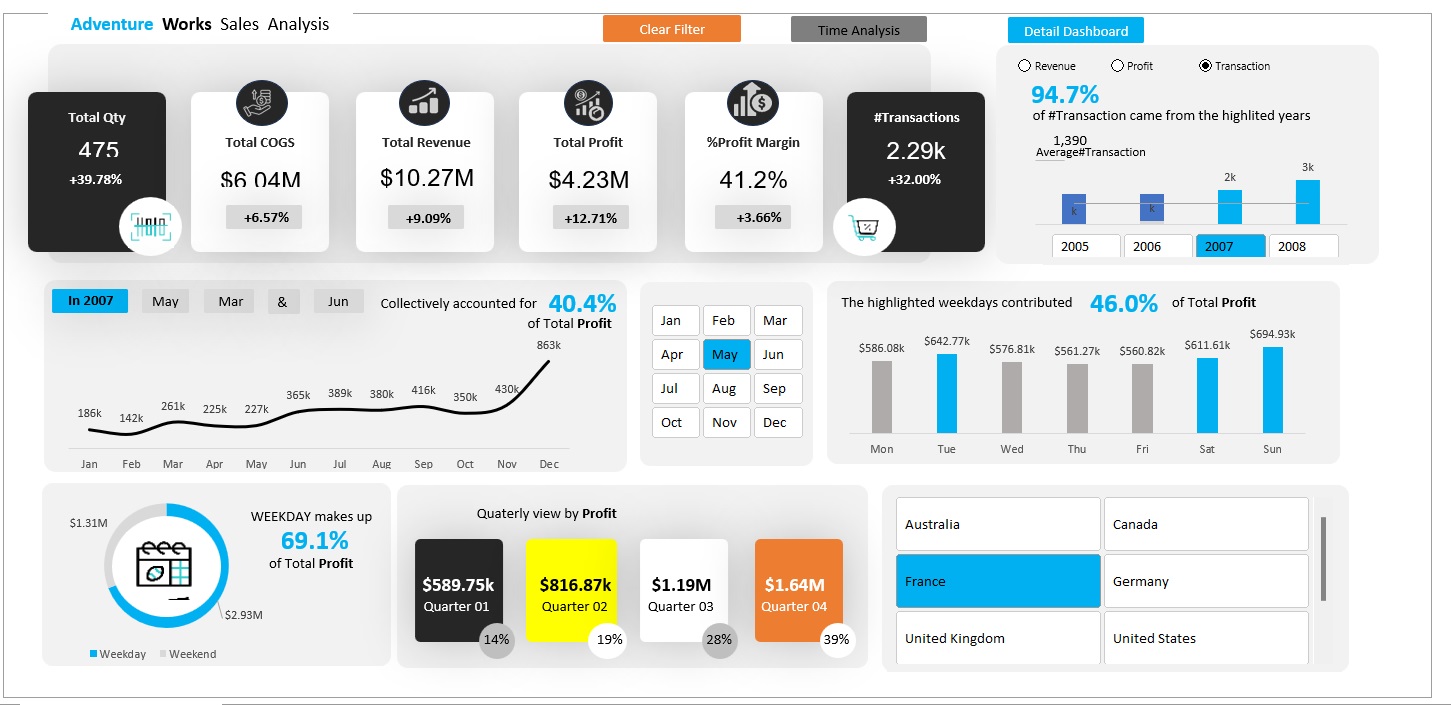 Adventure Works Sales Analysis
Clear Filter
Time Analysis
Detail Dashboard
Total Qty
475
+39.78%
Total COGS
$6.04M
+6.57%
Total Revenue
$10.27M
+9.09%
Total Profit
$4.23M
+12.71%
%Profit Margin
41.2%
+3.66%
#Transactions
2.29k
+32.00%
Revenue
Profit
Transaction
94.7%
of #Transaction came from the highlited years
1,390
Average#Transaction
k
k
2k
3k
2005
2006
2007
2008
In 2007
May
Mar
&
Jun
Collectively accounted for 40.4%
of Total Profit
186k
142k
261k
225k
227k
365k
389k
380k
416k
350k
430k
863k
Jan
Feb
Mar
Apr
May
Jun
Jul
Aug
Sep
Oct
Nov
Dec
Jan
Feb
Mar
Apr
May
Jun
Jul
Aug
Sep
Oct
Nov
Dec
The highlighted weekdays contributed 46.0% of Total Profit
$586.08k
$642.77k
$576.81k
$561.27k
$560.82k
$611.61k
$694.93k
Mon
Tue
Wed
Thu
Fri
Sat
Sun
$1.31M
$2.93M
WEEKDAY makes up
69.1%
of Total Profit
Weekday
Weekend
Quaterly view by Profit
$589.75k
Quarter 01
14%
$816.87k
Quarter 02
19%
$1.19M
Quarter 03
28%
$1.64M
Quarter 04
39%
Australia
Canada
France
Germany
United Kingdom
United States